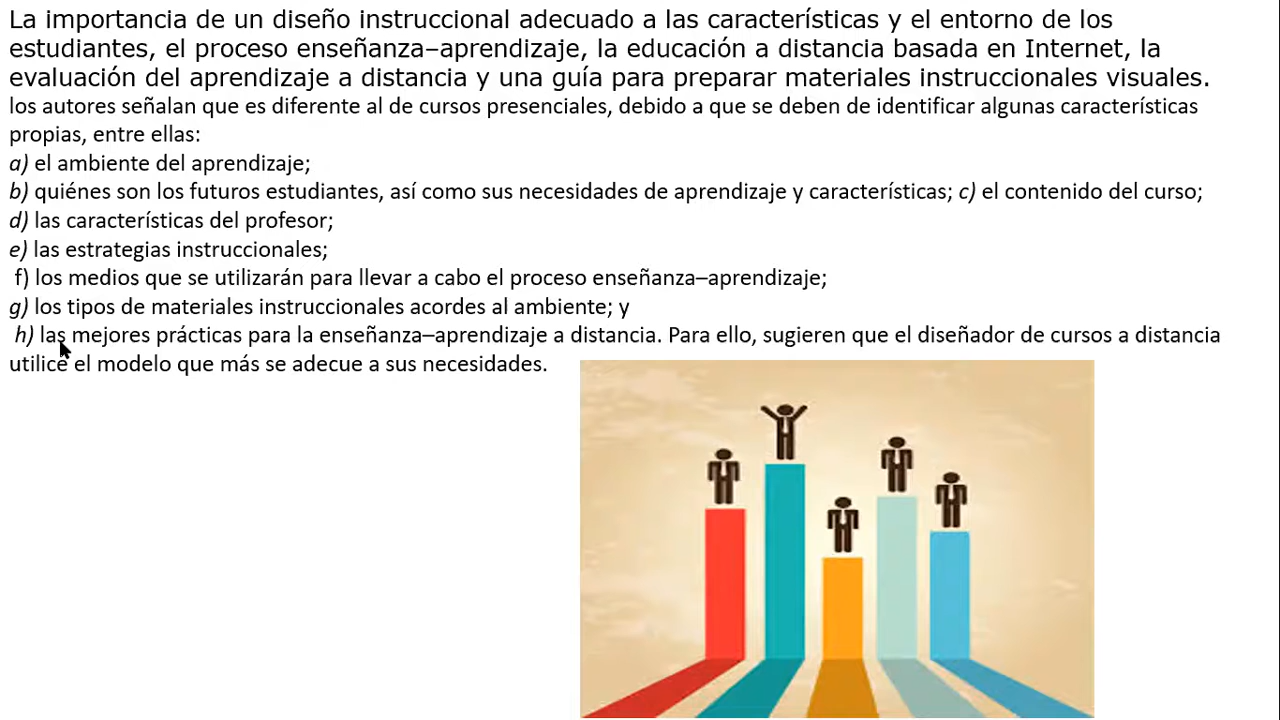 La importancia de un diseño instruccional adecuado a las características y el entorno de los
estudiantes, el proceso enseñanza–aprendizaje, la educación a distancia basada en Internet, la
evaluación del aprendizaje a distancia y una guía para preparar materiales instruccionales visuales.
los autores señalan que es diferente al de cursos presenciales, debido a que se deben de identificar algunas características
propias, entre ellas:
a) el ambiente del aprendizaje;
b) quiénes son los futuros estudiantes, así como sus necesidades de aprendizaje y características; c) el contenido del curso;
d) las características del profesor;
e) las estrategias instruccionales;
f) los medios que se utilizarán para llevar a cabo el proceso enseñanza–aprendizaje;
g) los tipos de materiales instruccionales acordes al ambiente; y
h) las mejores prácticas para la enseñanza–aprendizaje a distancia. Para ello, sugieren que el diseñador de cursos a distancia
utilice el modelo que más se adecue a sus necesidades.